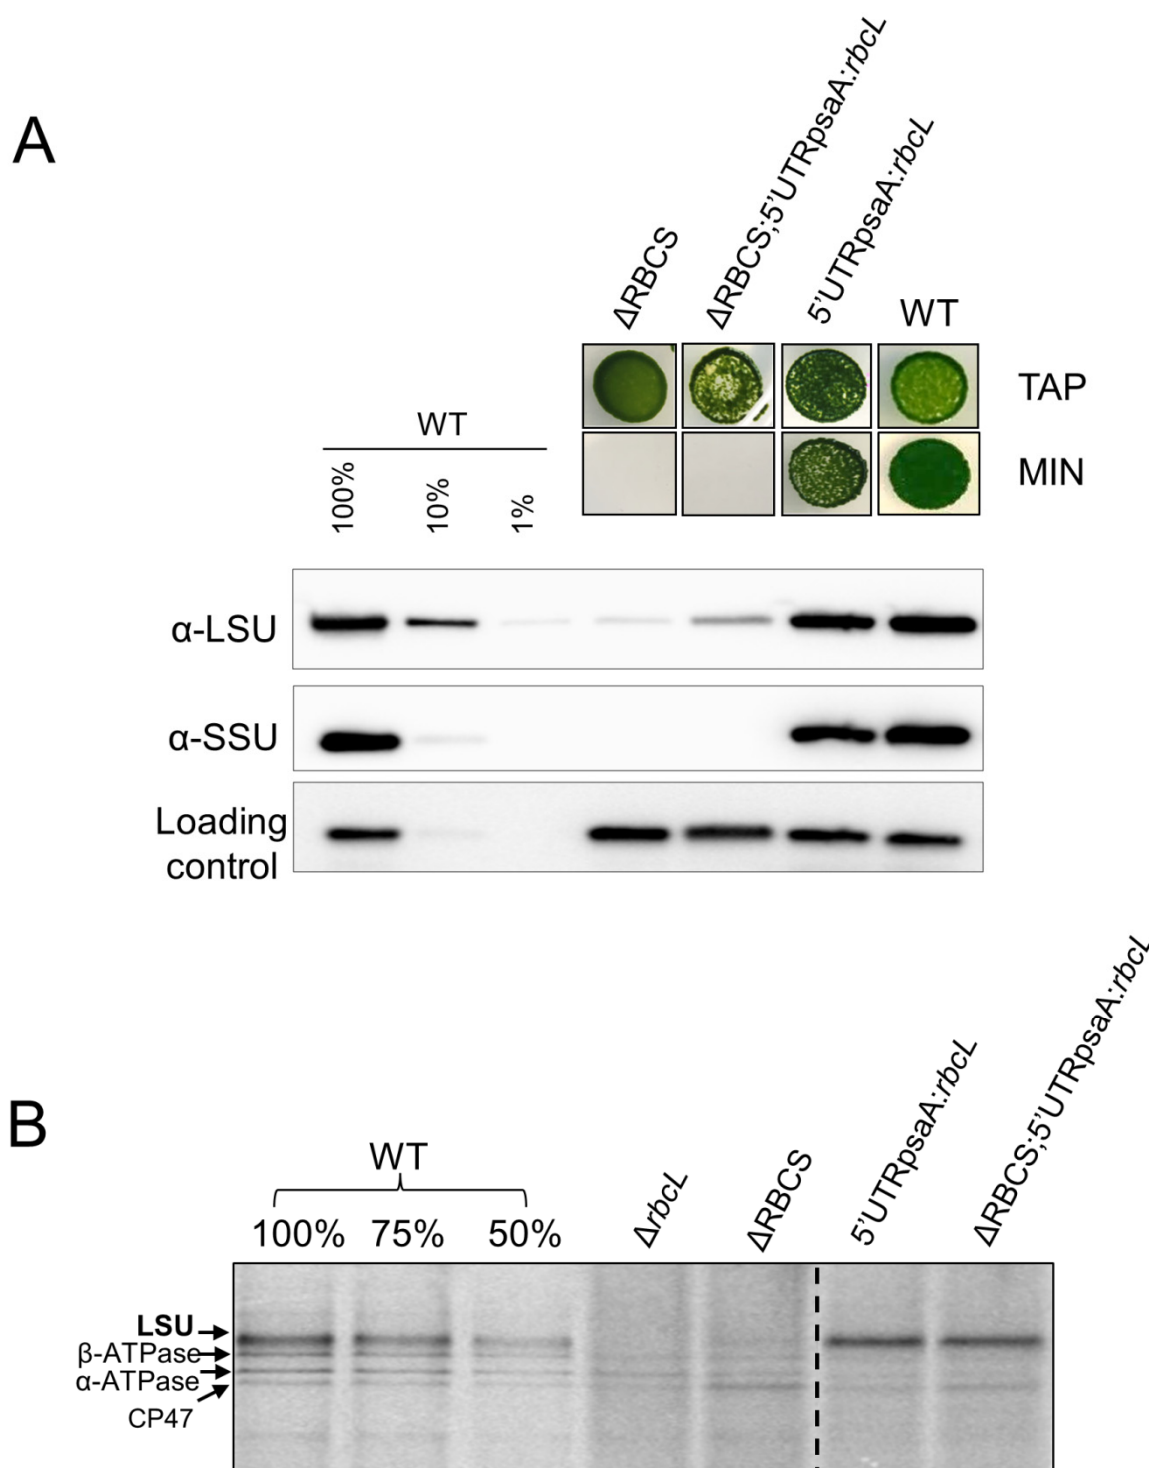 A
ΔRBCS
ΔRBCS;5'UTRpsaA:rbcL
5'UTRpsaA:rbcL
WT
TAP
MIN
WT
100%
10%
1%
α-LSU
α-SSU
Loading
control
B
WT
100% 75% 50%
ΔrbcL
ΔRBCS
5'UTRpsaA:rbcL
ΔRBCS;5'UTRpsaA:rbcL
LSU
β-ATPase
α-ATPase
CP47